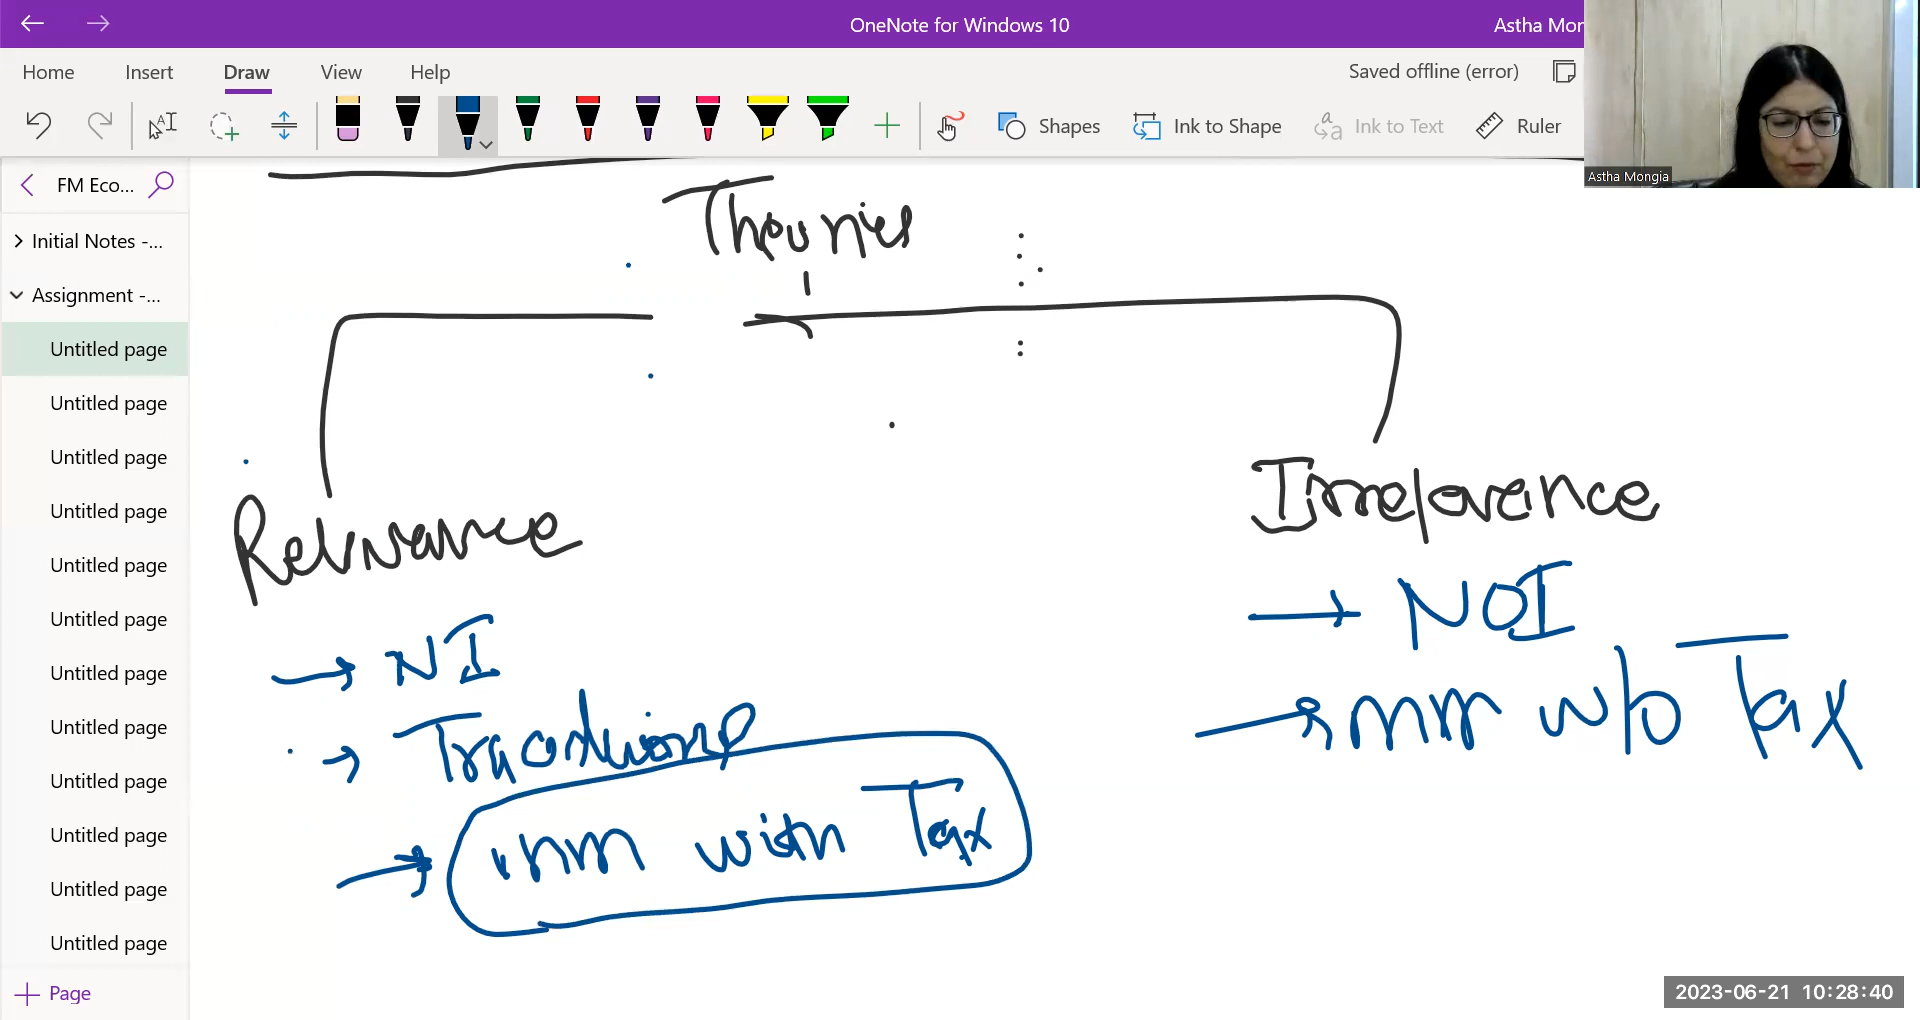 OneNote for Windows 10
Astha Mon
Home Insert Draw View Help
Saved offline (error)
Shapes Ink to Shape Ink to Text Ruler
Astha Mongia
FM Eco...
Initial Notes -...
Assignment -...
Untitled page
Untitled page
Untitled page
Untitled page
Untitled page
Untitled page
Untitled page
Untitled page
Untitled page
Untitled page
Untitled page
Untitled page
Page
Theories
Relevance
Irrelevance
→ NI
→ NOI
→ Traditional
→ mm w/o Tax
→ mm with Tax
2023-06-21 10:28:40